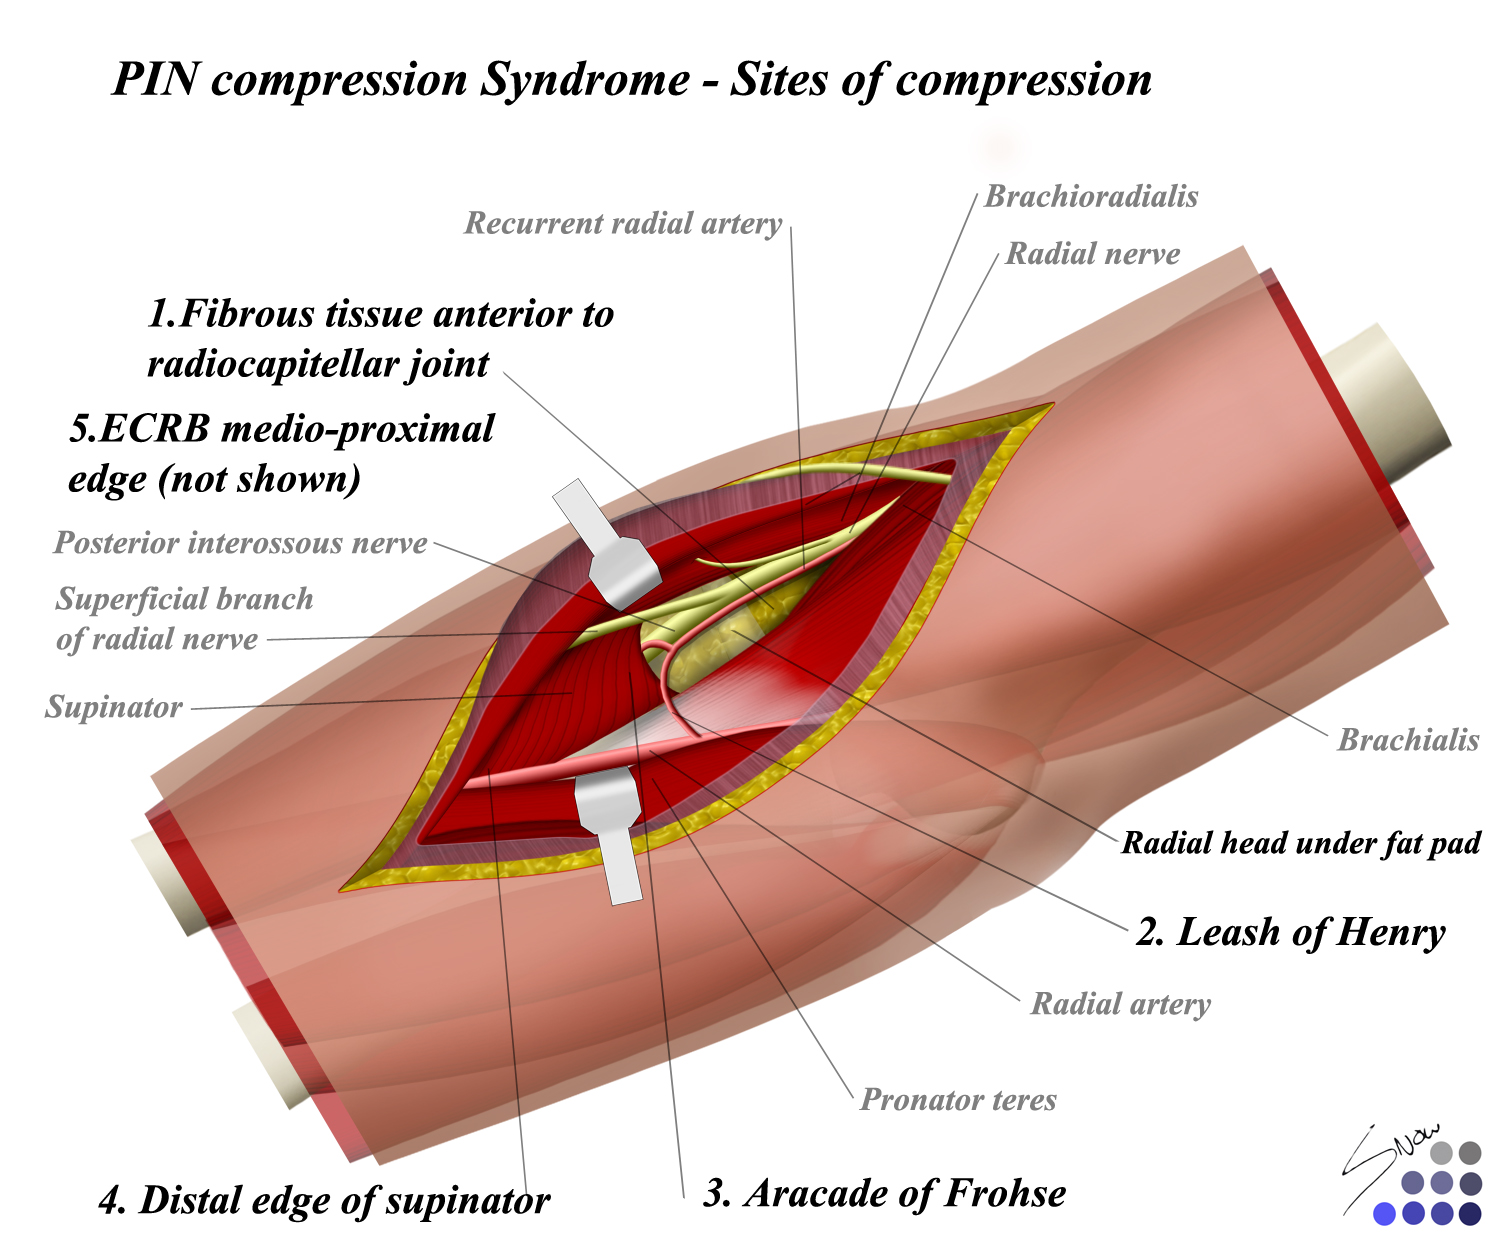 PIN compression Syndrome - Sites of compression
Brachioradialis
Recurrent radial artery
Radial nerve
1.Fibrous tissue anterior to
radiocapitellar joint
5.ECRB medio-proximal
edge (not shown)
Posterior interossous nerve
Superficial branch
of radial nerve
Supinator
Brachialis
Radial head under fat pad
2. Leash of Henry
Radial artery
Pronator teres
4. Distal edge of supinator
3. Aracade of Frohse
Snow